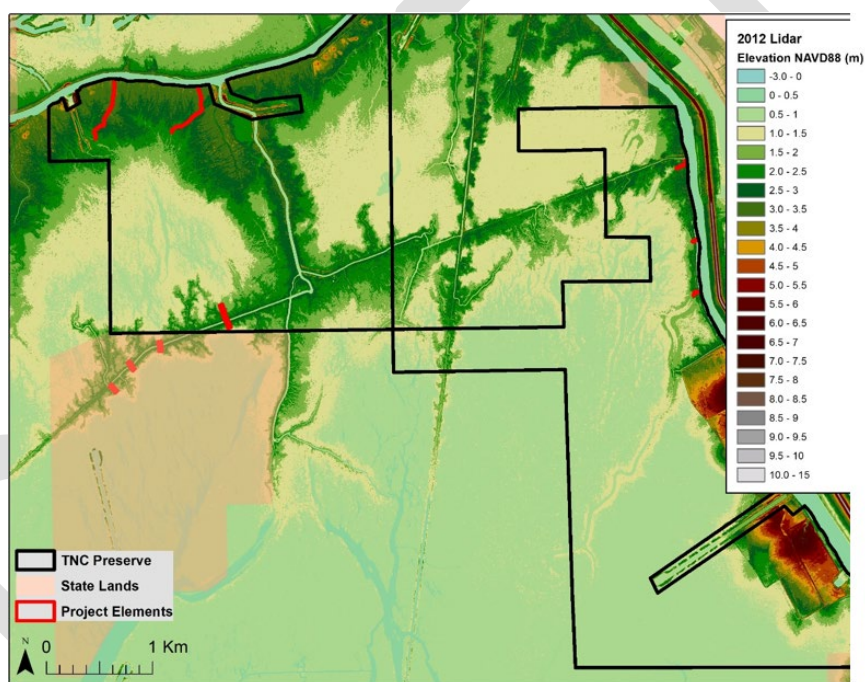 2012 Lidar
Elevation NAVD88 (m)
-3.0 - 0
0 - 0.5
0.5 - 1
1.0 - 1.5
1.5 - 2
2.0 - 2.5
2.5 - 3
3.0 - 3.5
3.5 - 4
4.0 - 4.5
4.5 - 5
5.0 - 5.5
5.5 - 6
6.0 - 6.5
6.5 - 7
7.0 - 7.5
7.5 - 8
8.0 - 8.5
8.5 - 9
9.0 - 9.5
9.5 - 10
10.0 - 15
TNC Preserve
State Lands
Project Elements
N
0 1 Km